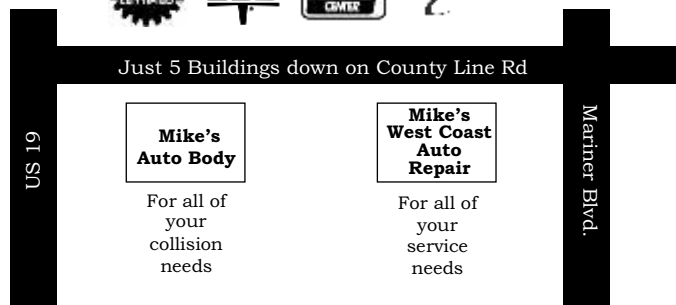 CENTER
Just 5 Buildings down on County Line Rd
US 19
Mike's
Auto Body
For all of
your
collision
needs
Mike's
West Coast
Auto
Repair
For all of
your
service
needs
Mariner Blvd.